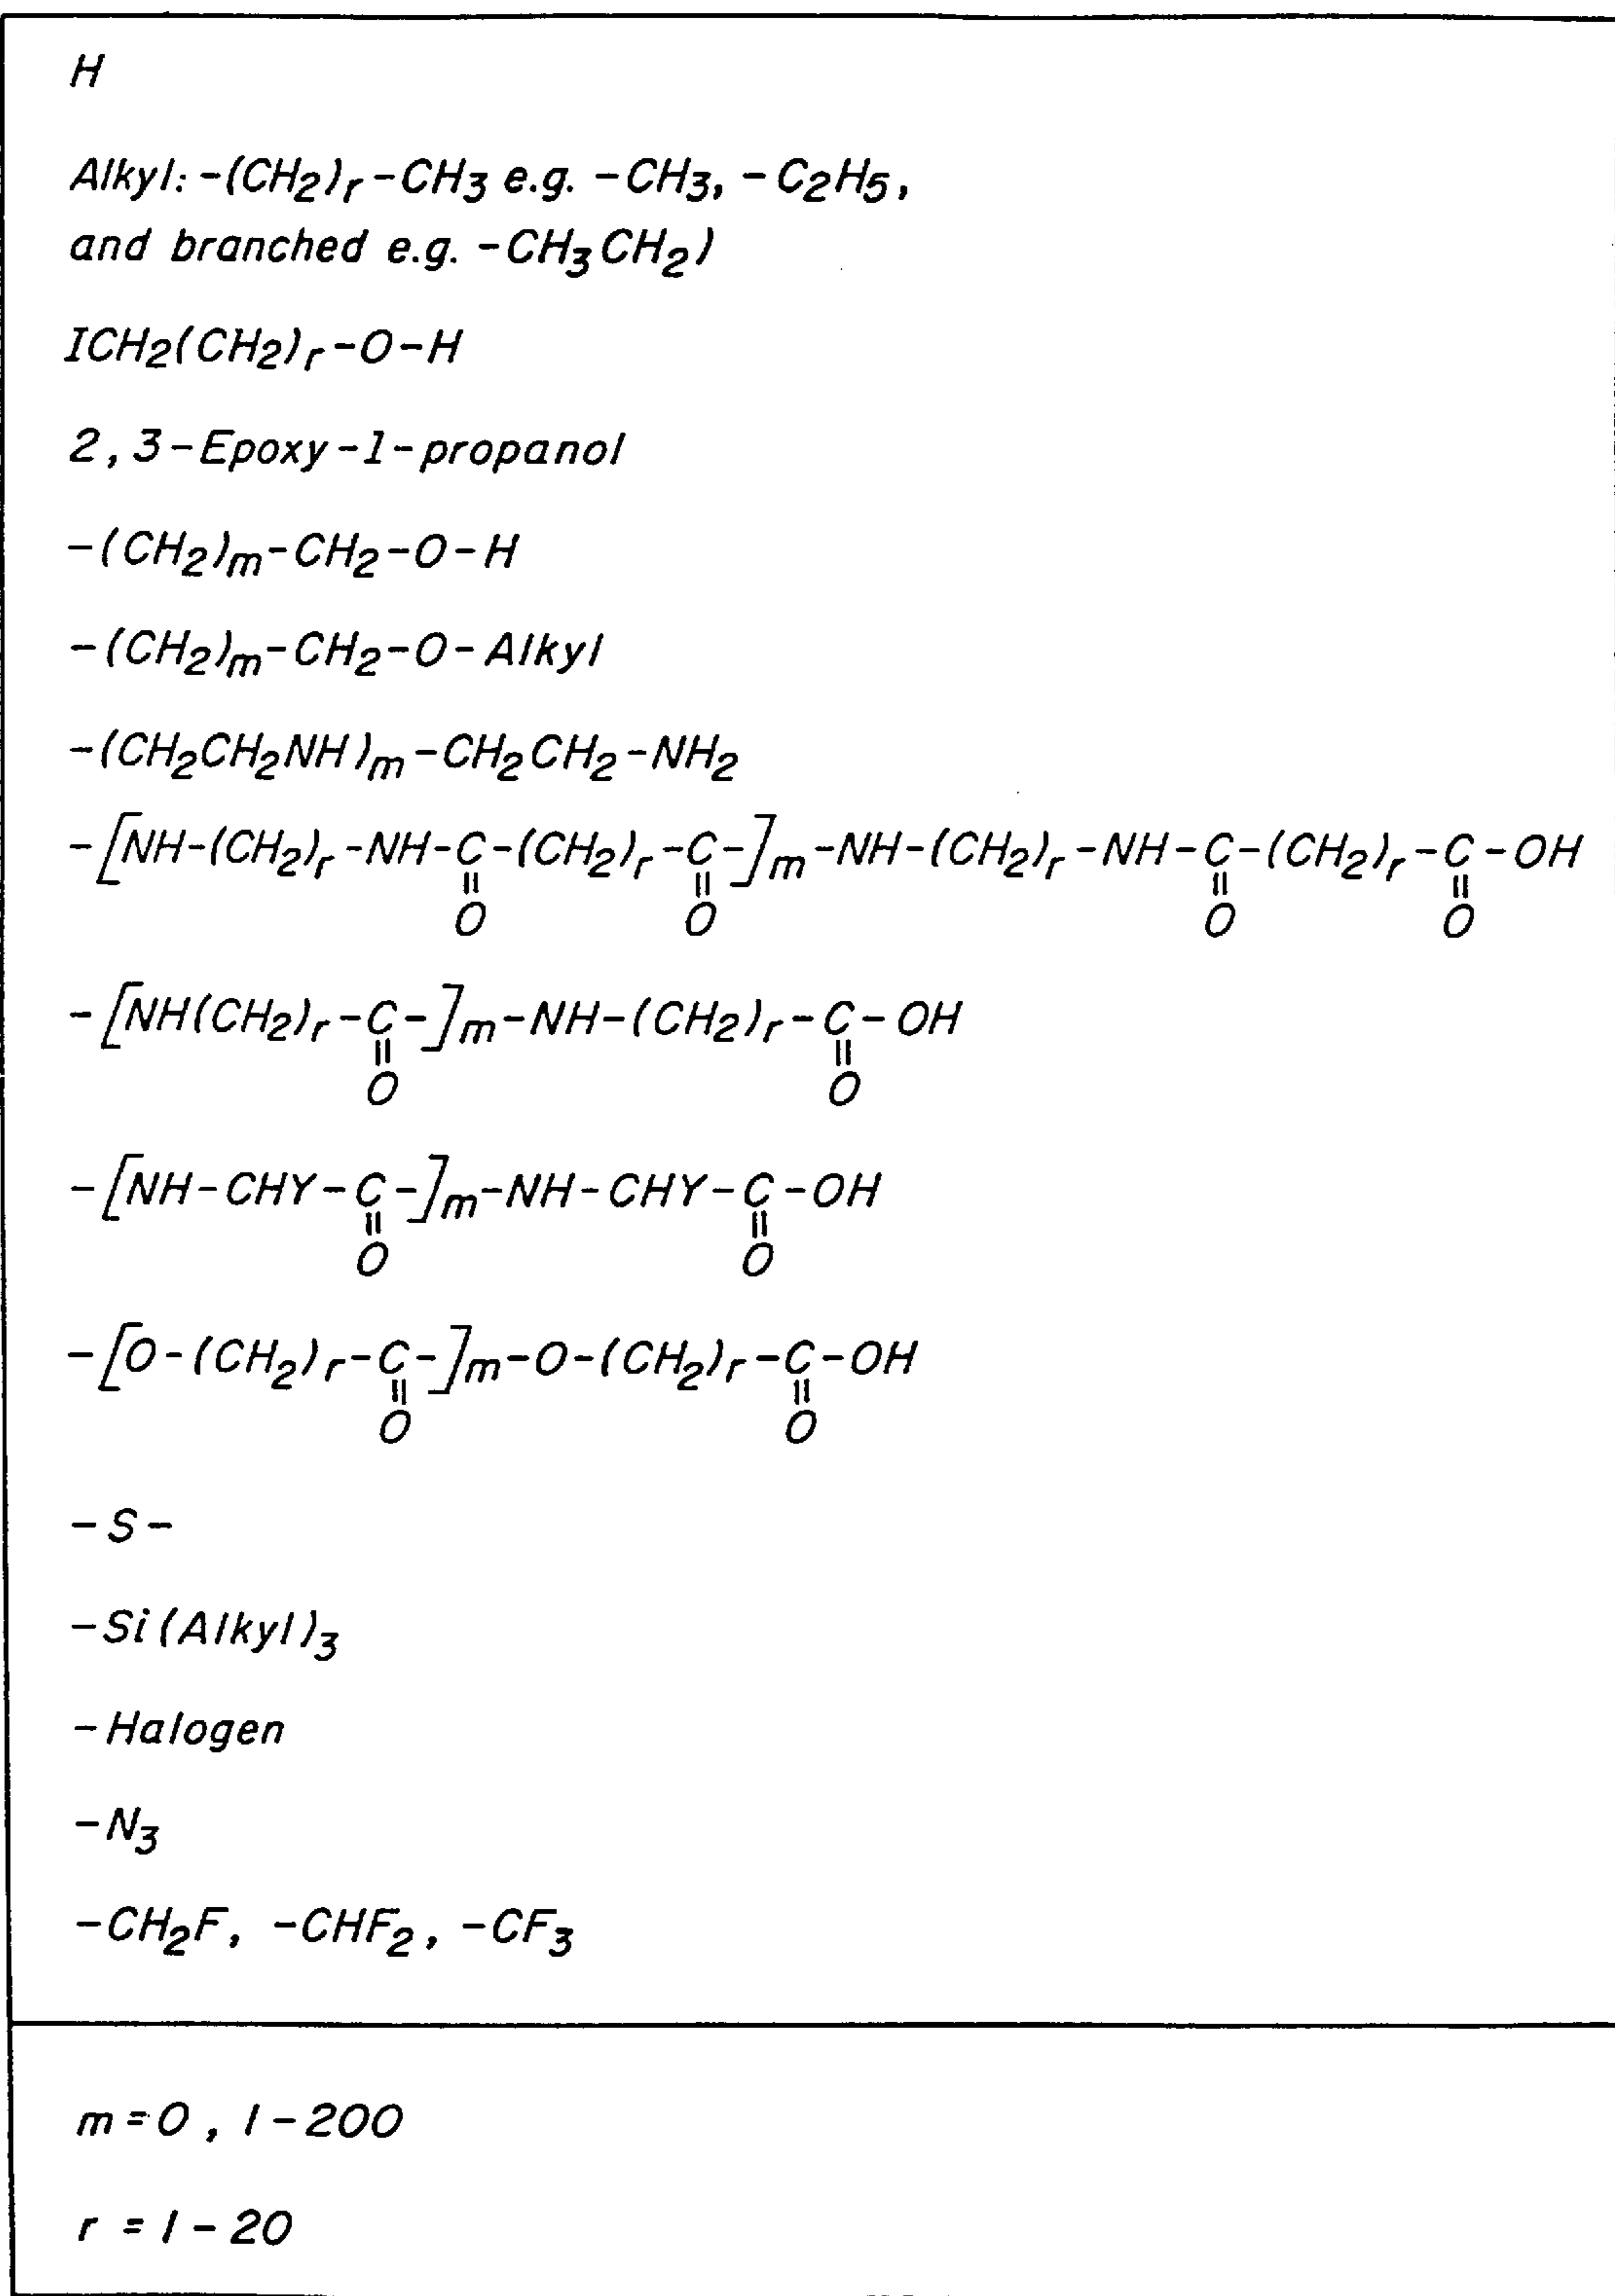 H
Alkyl: -(CH₂)ᵣ-CH₃ e.g. -CH₃, -C₂H₅,
and branched e.g. -CH₃CH₂)
ICH₂(CH₂)ᵣ-O-H
2,3-Epoxy-1-propanol
-(CH₂)ₘ-CH₂-O-H
-(CH₂)ₘ-CH₂-O-Alkyl
-(CH₂CH₂NH)ₘ-CH₂CH₂-NH₂
-[NH-(CH₂)ᵣ-NH-C-(CH₂)ᵣ-C-]ₘ-NH-(CH₂)ᵣ-NH-C-(CH₂)ᵣ-C-OH
O O O O
-[NH(CH₂)ᵣ-C-]ₘ-NH-(CH₂)ᵣ-C-OH
O O
-[NH-CHY-C-]ₘ-NH-CHY-C-OH
O O
-[O-(CH₂)ᵣ-C-]ₘ-O-(CH₂)ᵣ-C-OH
O O
-S-
-Si(Alkyl)₃
-Halogen
-N₃
-CH₂F, -CHF₂, -CF₃
m=0, 1-200
r = 1-20